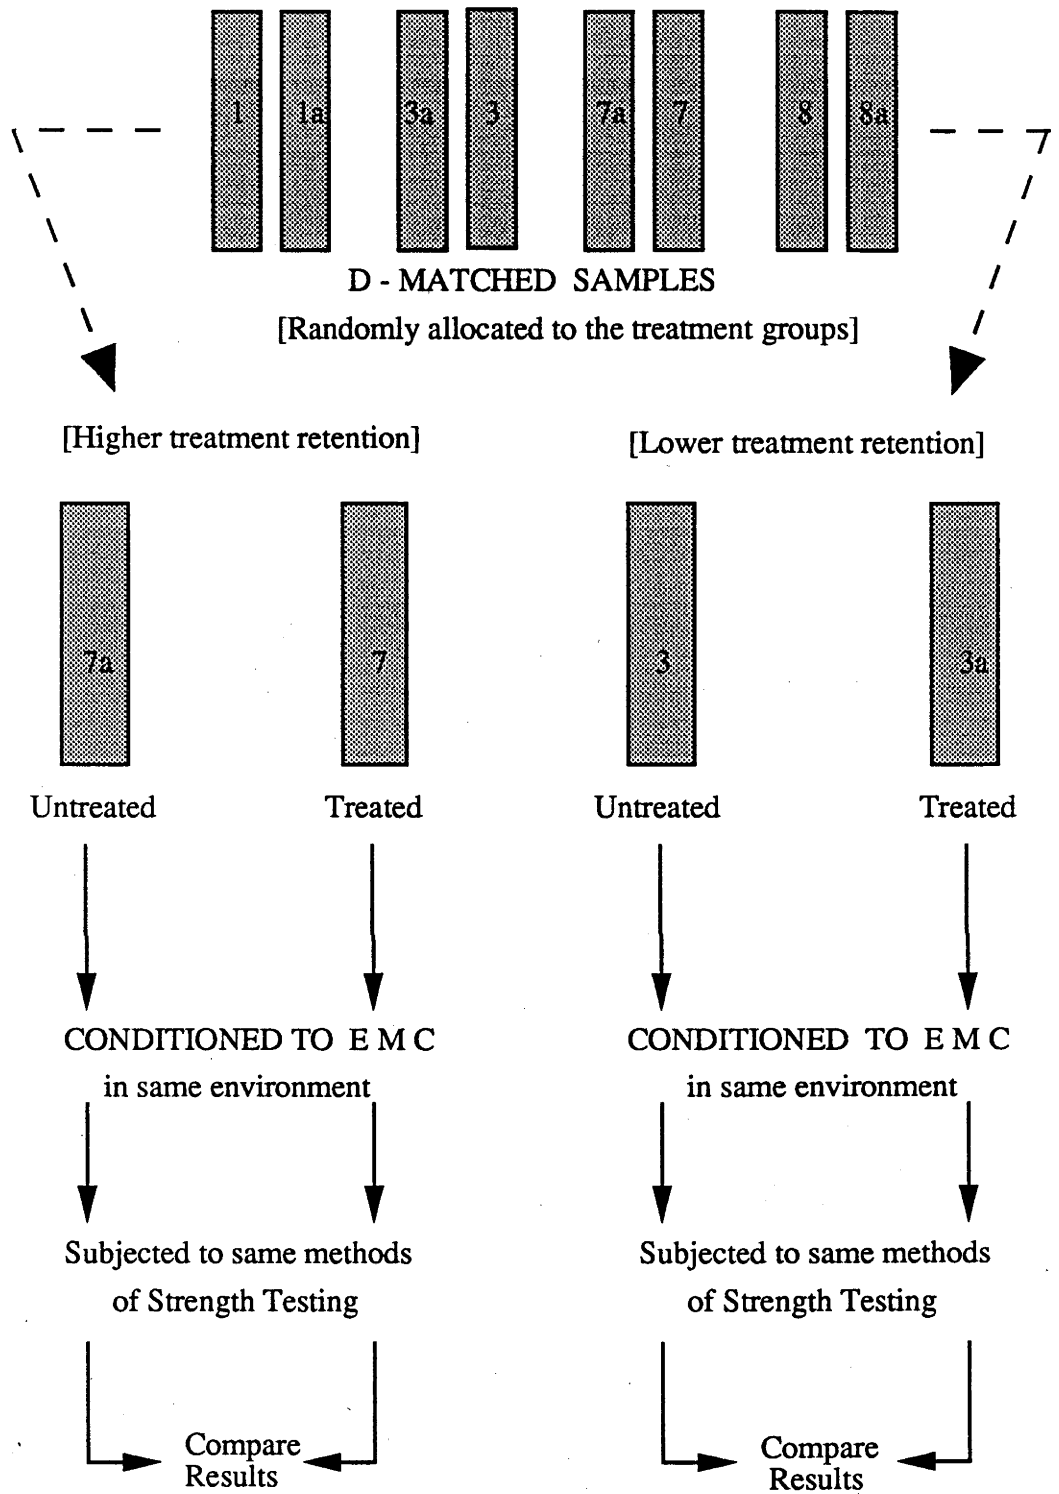 1 1a 3a 3 7a 7 8 8a
D - MATCHED SAMPLES
[Randomly allocated to the treatment groups]
[Higher treatment retention]
[Lower treatment retention]
7a 7 3 3a
Untreated Treated Untreated Treated
CONDITIONED TO E M C
in same environment
CONDITIONED TO E M C
in same environment
Subjected to same methods
of Strength Testing
Subjected to same methods
of Strength Testing
Compare
Results
Compare
Results